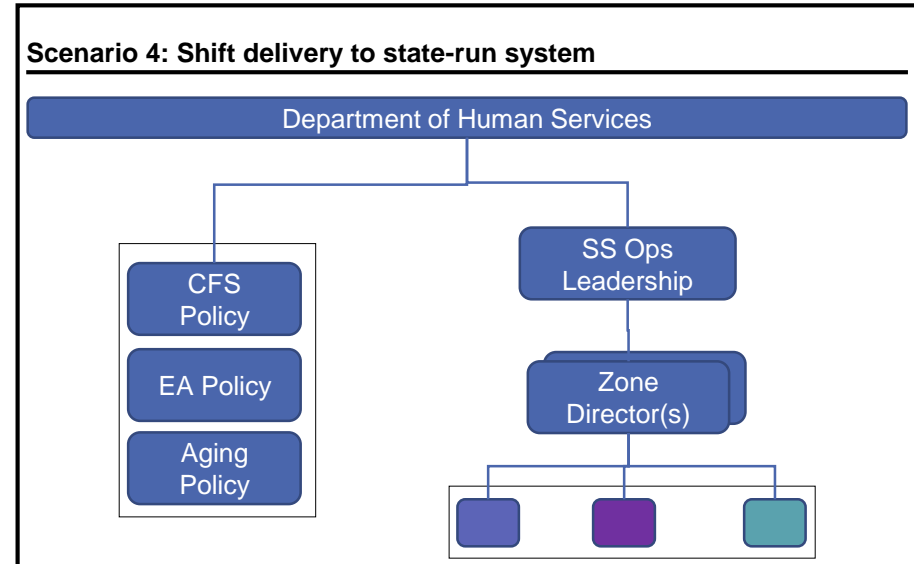 Scenario 4: Shift delivery to state-run system
Department of Human Services
CFS
Policy
EA Policy
Aging
Policy
SS Ops
Leadership
Zone
Director(s)